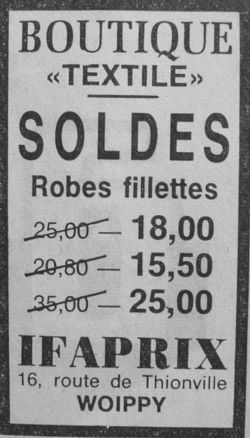 BOUTIQUE
«TEXTILE»
SOLDES
Robes fillettes
25,00 — 18,00
20,80 — 15,50
35,00 — 25,00
IFAPRIX
16, route de Thionville
WOIPPY